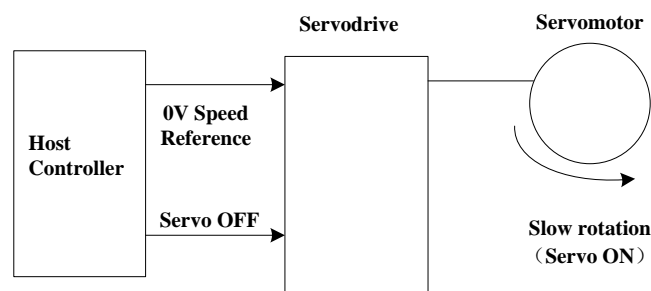 Servodrive
Servomotor
0V Speed
Reference
Host
Controller
Servo OFF
Slow rotation
（Servo ON）